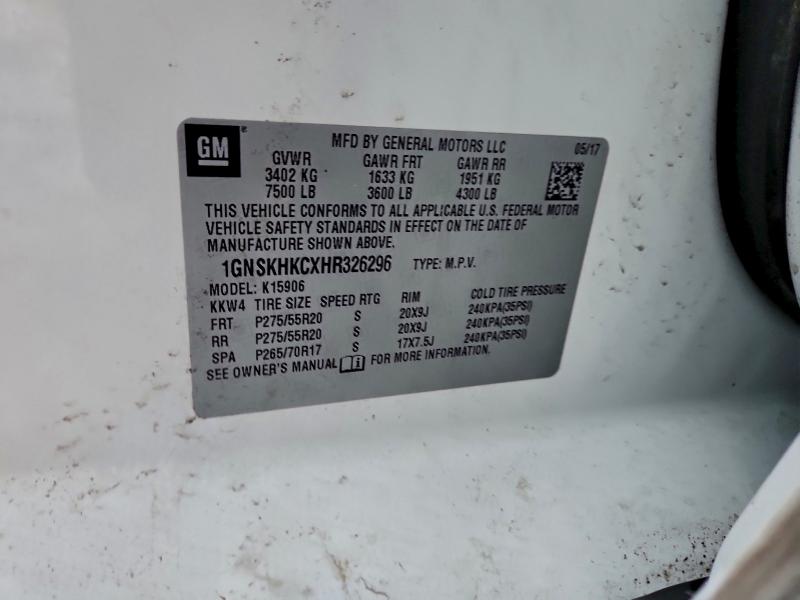 GM
MFD BY GENERAL MOTORS LLC 05/17
GVWR GAWR FRT GAWR RR
3402 KG 1633 KG 1951 KG
7500 LB 3600 LB 4300 LB
THIS VEHICLE CONFORMS TO ALL APPLICABLE U.S. FEDERAL MOTOR
VEHICLE SAFETY STANDARDS IN EFFECT ON THE DATE OF
MANUFACTURE SHOWN ABOVE.
1GNSKHKCXHR326296 TYPE: M.P.V.
MODEL: K15906
KKW4 TIRE SIZE SPEED RTG RIM COLD TIRE PRESSURE
FRT P275/55R20 S 20X9J 240KPA(35PSI)
RR P275/55R20 S 20X9J 240KPA(35PSI)
SPA P265/70R17 S 17X7.5J 240KPA(35PSI)
SEE OWNER'S MANUAL FOR MORE INFORMATION.